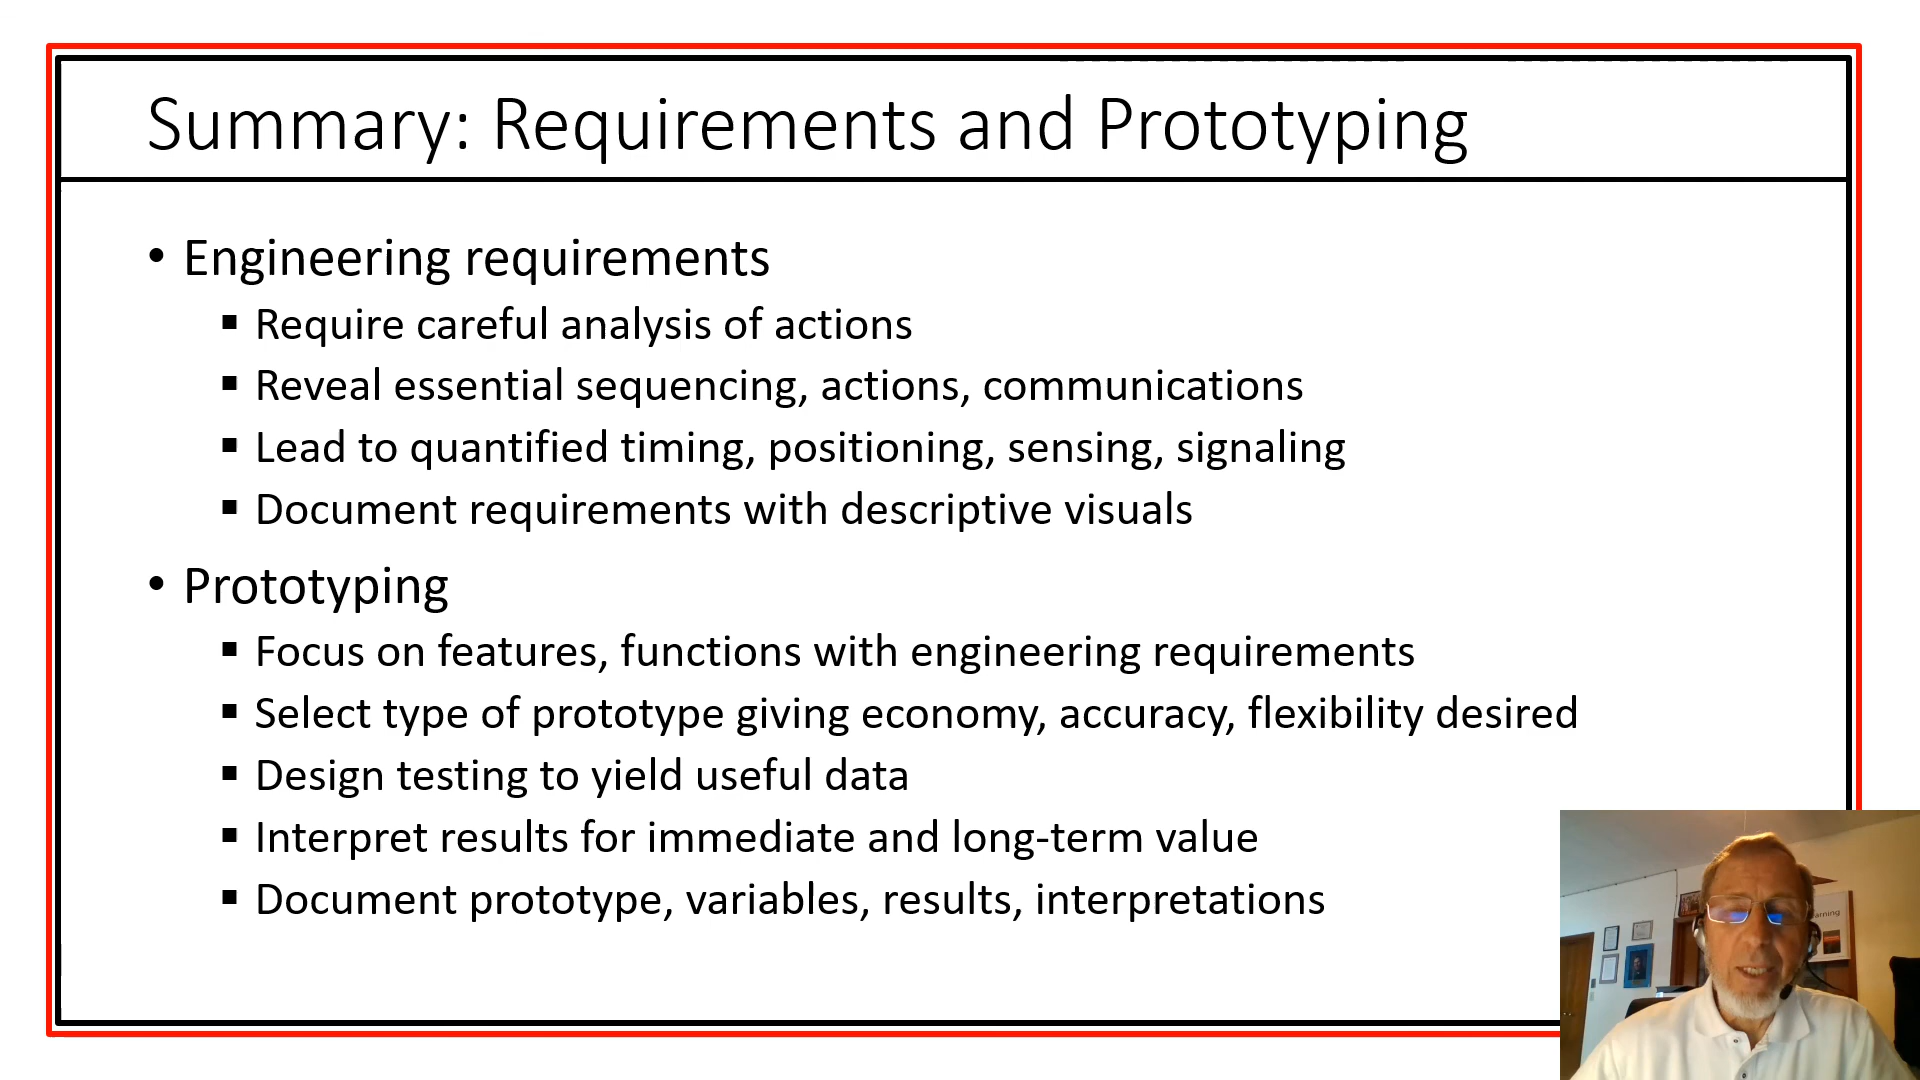 Summary: Requirements and Prototyping
• Engineering requirements
▪ Require careful analysis of actions
▪ Reveal essential sequencing, actions, communications
▪ Lead to quantified timing, positioning, sensing, signaling
▪ Document requirements with descriptive visuals
• Prototyping
▪ Focus on features, functions with engineering requirements
▪ Select type of prototype giving economy, accuracy, flexibility desired
▪ Design testing to yield useful data
▪ Interpret results for immediate and long-term value
▪ Document prototype, variables, results, interpretations